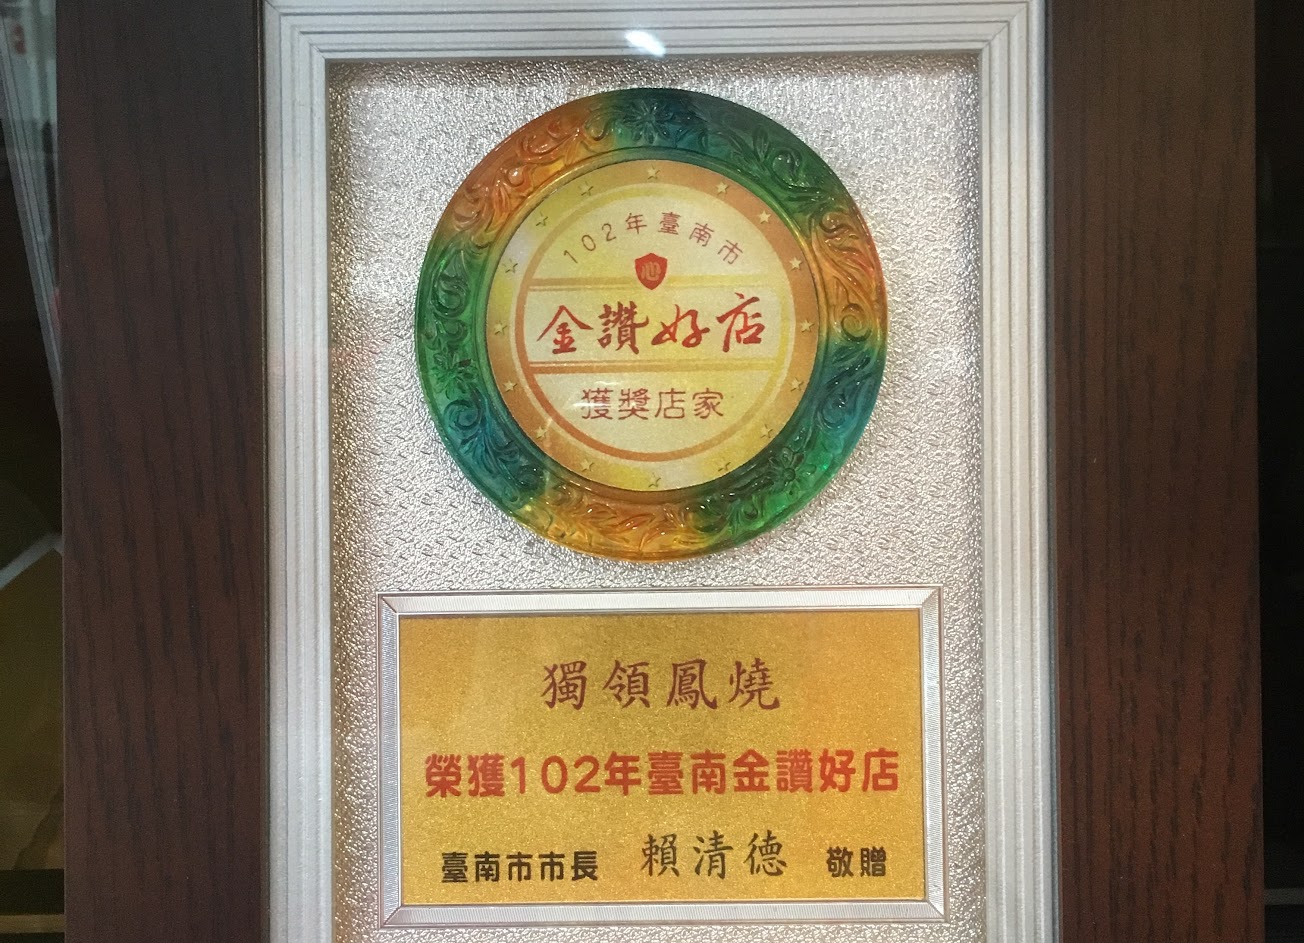 102年臺南市
心
金讚好店
獲獎店家
獨領鳳燒
榮獲102年臺南金讚好店
臺南市市長 賴清德 敬贈